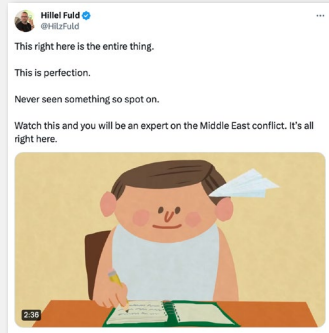 Hillel Fuld
@HilzFuld
This right here is the entire thing.
This is perfection.
Never seen something so spot on.
Watch this and you will be an expert on the Middle East conflict. It's all
right here.
2:36